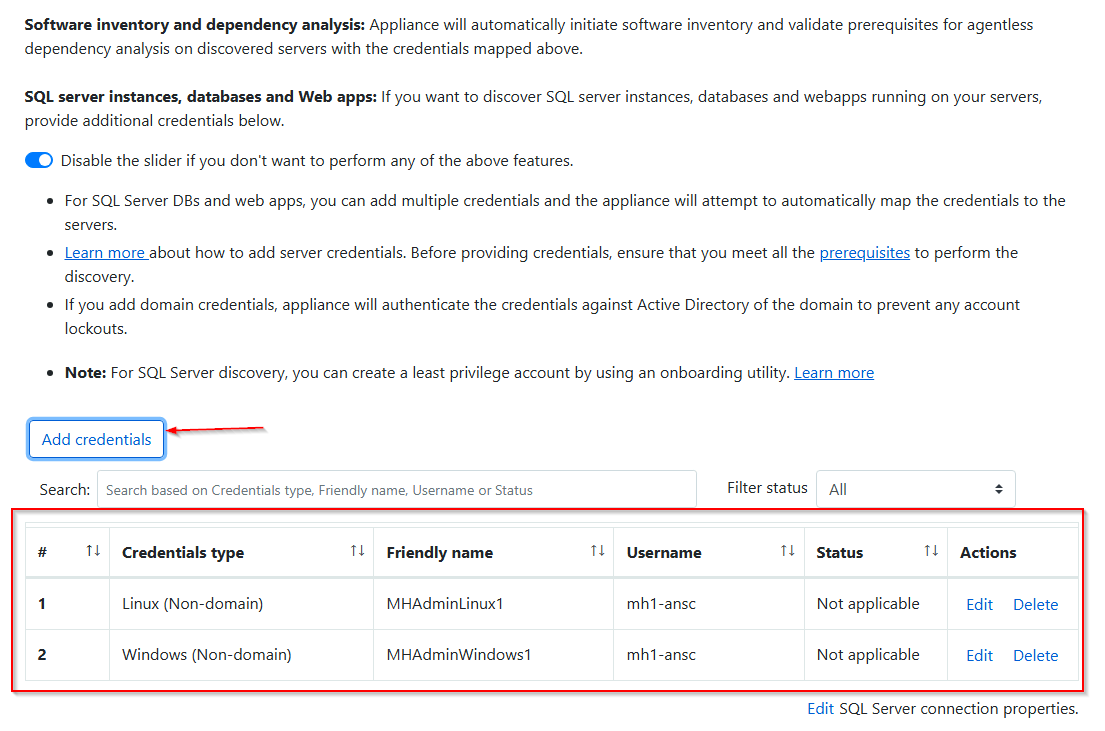 Software inventory and dependency analysis: Appliance will automatically initiate software inventory and validate prerequisites for agentless
dependency analysis on discovered servers with the credentials mapped above.
SQL server instances, databases and Web apps: If you want to discover SQL server instances, databases and webapps running on your servers,
provide additional credentials below.
Disable the slider if you don't want to perform any of the above features.
For SQL Server DBs and web apps, you can add multiple credentials and the appliance will attempt to automatically map the credentials to the
servers.
Learn more about how to add server credentials. Before providing credentials, ensure that you meet all the prerequisites to perform the
discovery.
If you add domain credentials, appliance will authenticate the credentials against Active Directory of the domain to prevent any account
lockouts.
Note: For SQL Server discovery, you can create a least privilege account by using an onboarding utility. Learn more
Add credentials
Search: Search based on Credentials type, Friendly name, Username or Status Filter status All
# Credentials type Friendly name Username Status Actions
1 Linux (Non-domain) MHAdminLinux1 mh1-ansc Not applicable Edit Delete
2 Windows (Non-domain) MHAdminWindows1 mh1-ansc Not applicable Edit Delete
Edit SQL Server connection properties.